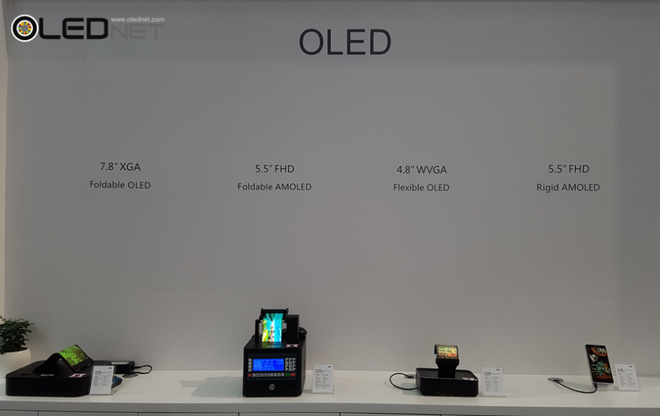 OLEDNET
www.olednet.com
OLED
7.8” XGA
Foldable OLED
5.5” FHD
Foldable AMOLED
4.8” WVGA
Flexible OLED
5.5” FHD
Rigid AMOLED